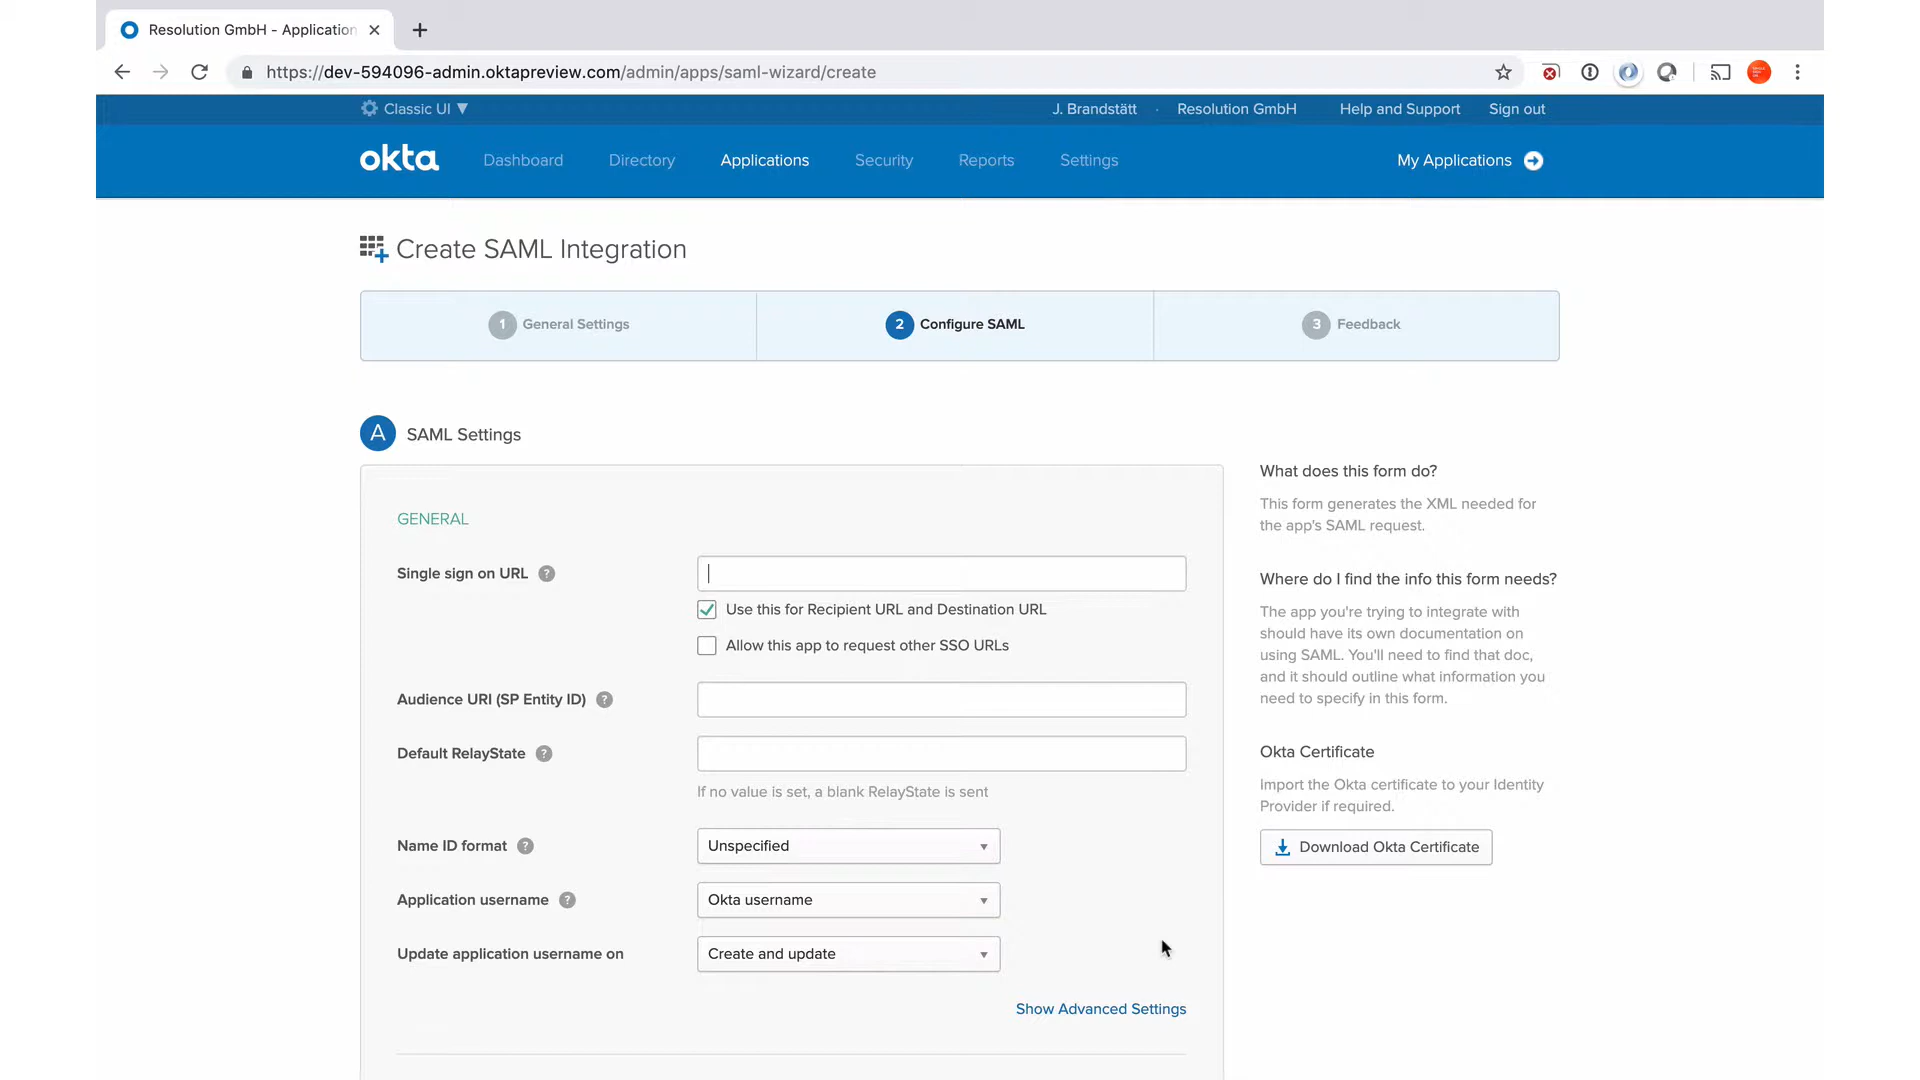 Resolution GmbH - Application
https://dev-594096-admin.oktapreview.com/admin/apps/saml-wizard/create
Classic UI ▼
J. Brandstätt · Resolution GmbH Help and Support Sign out
okta Dashboard Directory Applications Security Reports Settings My Applications
Create SAML Integration
1 General Settings 2 Configure SAML 3 Feedback
A SAML Settings
GENERAL
Single sign on URL ?
Use this for Recipient URL and Destination URL
Allow this app to request other SSO URLs
Audience URI (SP Entity ID) ?
Default RelayState ?
If no value is set, a blank RelayState is sent
Name ID format ? Unspecified
Application username ? Okta username
Update application username on Create and update
Show Advanced Settings
What does this form do?
This form generates the XML needed for
the app's SAML request.
Where do I find the info this form needs?
The app you're trying to integrate with
should have its own documentation on
using SAML. You'll need to find that doc,
and it should outline what information you
need to specify in this form.
Okta Certificate
Import the Okta certificate to your Identity
Provider if required.
Download Okta Certificate